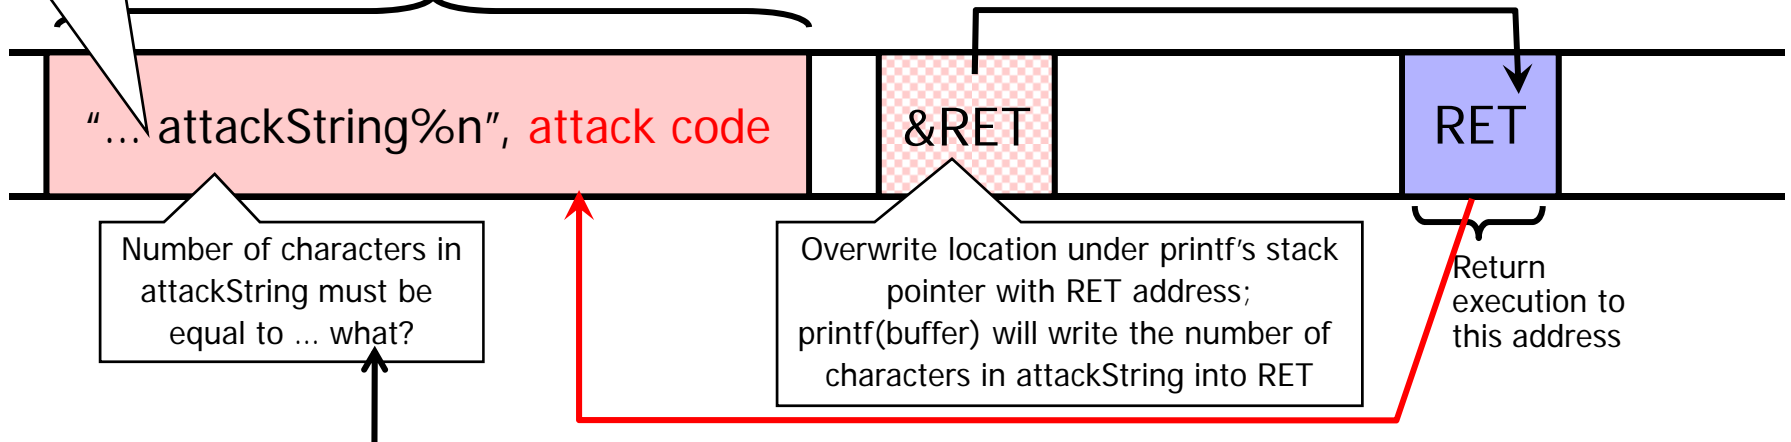 “... attackString%n”, attack code
&RET
RET
Number of characters in
attackString must be
equal to ... what?
Overwrite location under printf’s stack
pointer with RET address;
printf(buffer) will write the number of
characters in attackString into RET
Return
execution to
this address